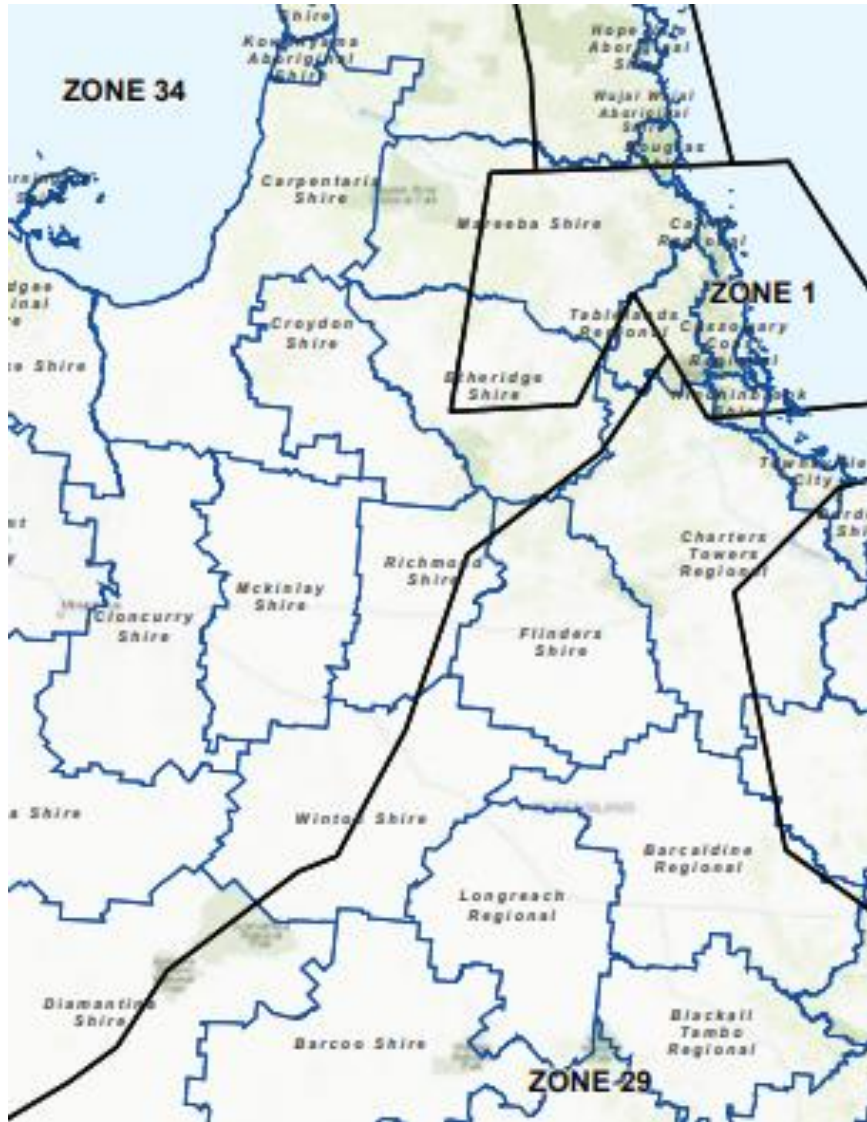 Shire
Kowanyama
Aboriginal
Shire
ZONE 34
Hope Vale
Aboriginal
Shire
Wujal Wujal
Aboriginal
Shire
Douglas
Carpentaria
Shire
Mareeba Shire
Cairns
Regional
ZONE 1
Croydon
Shire
Tablelands
Regional
Cassowary
Coast
Regional
Etheridge
Shire
Hinchinbrook
Shire
Townsville
City
Charters
Towers
Regional
Richmond
Shire
Mckinlay
Shire
Cloncurry
Shire
Flinders
Shire
a Shire
Winton Shire
Barcaldine
Regional
Longreach
Regional
Diamantina
Shire
Barcoo Shire
Blackall
Tambo
Regional
ZONE 29